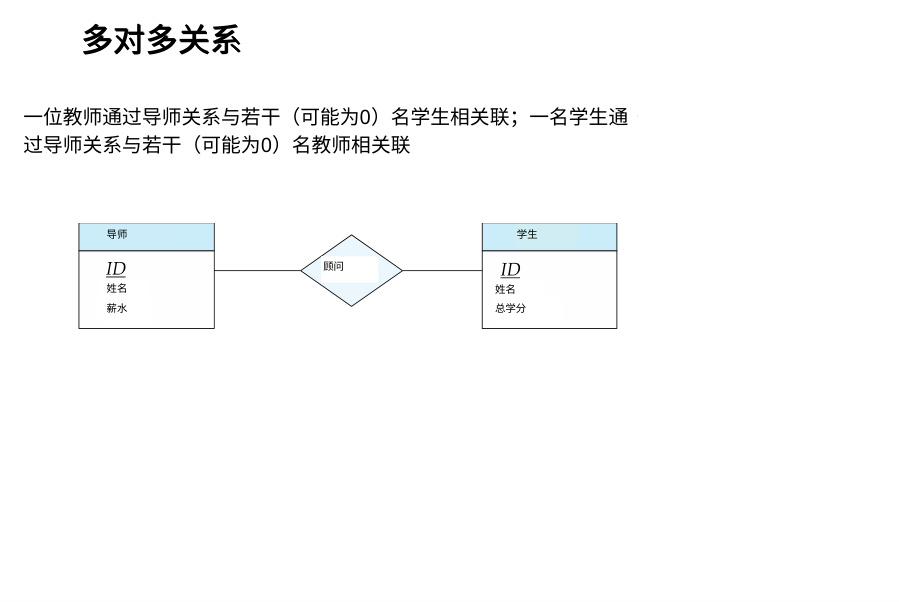 多对多关系
一位教师通过导师关系与若干（可能为0）名学生相关联；一名学生通
过导师关系与若干（可能为0）名教师相关联
导师
ID
姓名
薪水
顾问
学生
ID
姓名
总学分